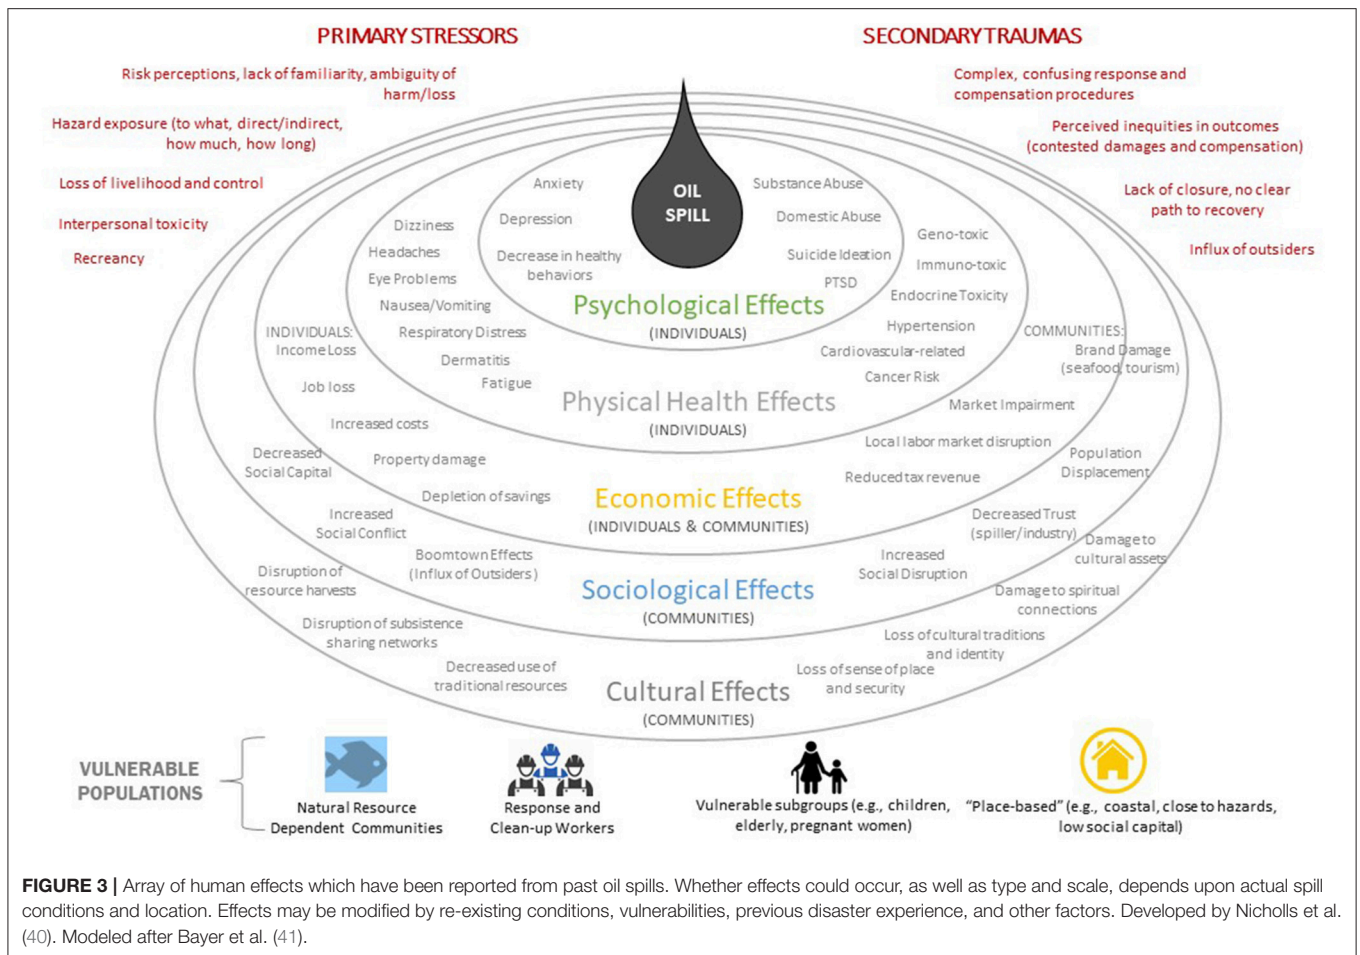 PRIMARY STRESSORS
SECONDARY TRAUMAS
Risk perceptions, lack of familiarity, ambiguity of
harm/loss
Hazard exposure (to what, direct/indirect,
how much, how long)
Loss of livelihood and control
Interpersonal toxicity
Recreancy
Complex, confusing response and
compensation procedures
Perceived inequities in outcomes
(contested damages and compensation)
Lack of closure, no clear
path to recovery
Influx of outsiders
OIL
SPILL
Anxiety
Depression
Decrease in healthy
behaviors
Substance Abuse
Domestic Abuse
Suicide Ideation
PTSD
Psychological Effects
(INDIVIDUALS)
Dizziness
Headaches
Eye Problems
Nausea/Vomiting
Respiratory Distress
Dermatitis
Fatigue
Geno-toxic
Immuno-toxic
Endocrine Toxicity
Hypertension
Cardiovascular-related
Cancer Risk
Physical Health Effects
(INDIVIDUALS)
INDIVIDUALS:
Income Loss
Job loss
Increased costs
Property damage
Depletion of savings
COMMUNITIES:
Brand Damage
(seafood, tourism)
Market Impairment
Local labor market disruption
Reduced tax revenue
Economic Effects
(INDIVIDUALS & COMMUNITIES)
Decreased
Social Capital
Increased
Social Conflict
Boomtown Effects
(Influx of Outsiders)
Population
Displacement
Decreased Trust
(spiller/industry)
Increased
Social Disruption
Sociological Effects
(COMMUNITIES)
Disruption of
resource harvests
Disruption of subsistence
sharing networks
Decreased use of
traditional resources
Damage to
cultural assets
Damage to spiritual
connections
Loss of cultural traditions
and identity
Loss of sense of place
and security
Cultural Effects
(COMMUNITIES)
VULNERABLE
POPULATIONS
Natural Resource
Dependent Communities
Response and
Clean-up Workers
Vulnerable subgroups (e.g., children,
elderly, pregnant women)
"Place-based" (e.g., coastal, close to hazards,
low social capital)
FIGURE 3 | Array of human effects which have been reported from past oil spills. Whether effects could occur, as well as type and scale, depends upon actual spill
conditions and location. Effects may be modified by re-existing conditions, vulnerabilities, previous disaster experience, and other factors. Developed by Nicholls et al.
(40). Modeled after Bayer et al. (41).